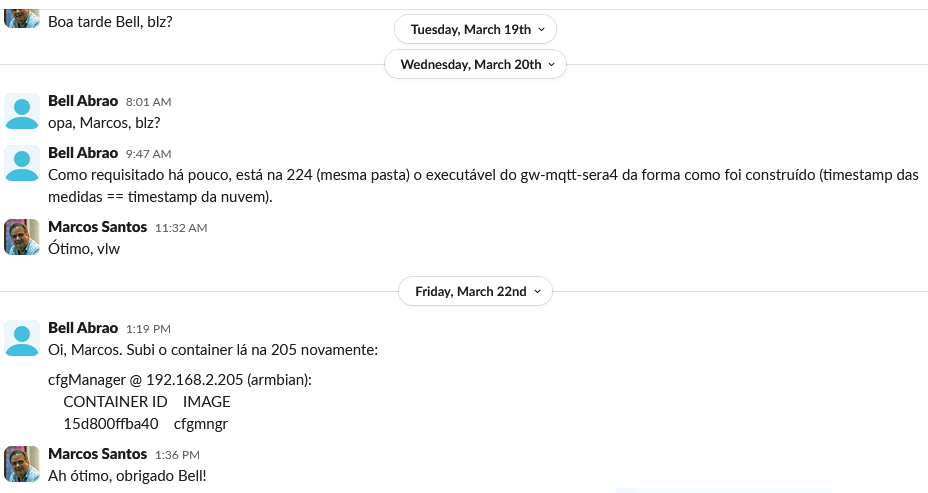 Boa tarde Bell, blz?
Tuesday, March 19th
Wednesday, March 20th
Bell Abrao 8:01 AM
opa, Marcos, blz?
Bell Abrao 9:47 AM
Como requisitado há pouco, está na 224 (mesma pasta) o executável do gw-mqtt-sera4 da forma como foi construído (timestamp das
medidas == timestamp da nuvem).
Marcos Santos 11:32 AM
Ótimo, vlw
Friday, March 22nd
Bell Abrao 1:19 PM
Oi, Marcos. Subi o container lá na 205 novamente:
cfgManager @ 192.168.2.205 (armbian):
CONTAINER ID IMAGE
15d800ffba40 cfgmngr
Marcos Santos 1:36 PM
Ah ótimo, obrigado Bell!